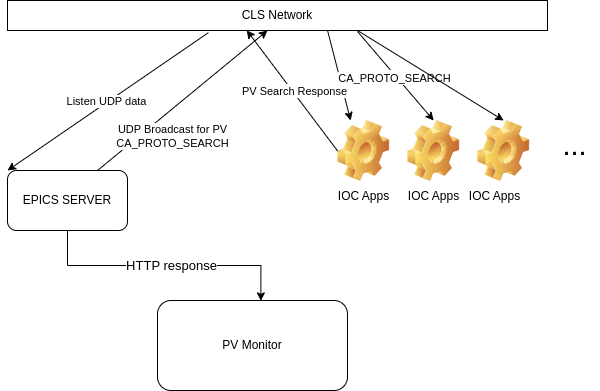 CLS Network
Listen UDP data
PV Search Response
CA_PROTO_SEARCH
UDP Broadcast for PV
CA_PROTO_SEARCH
EPICS SERVER
IOC Apps
IOC Apps
IOC Apps
...
HTTP response
PV Monitor